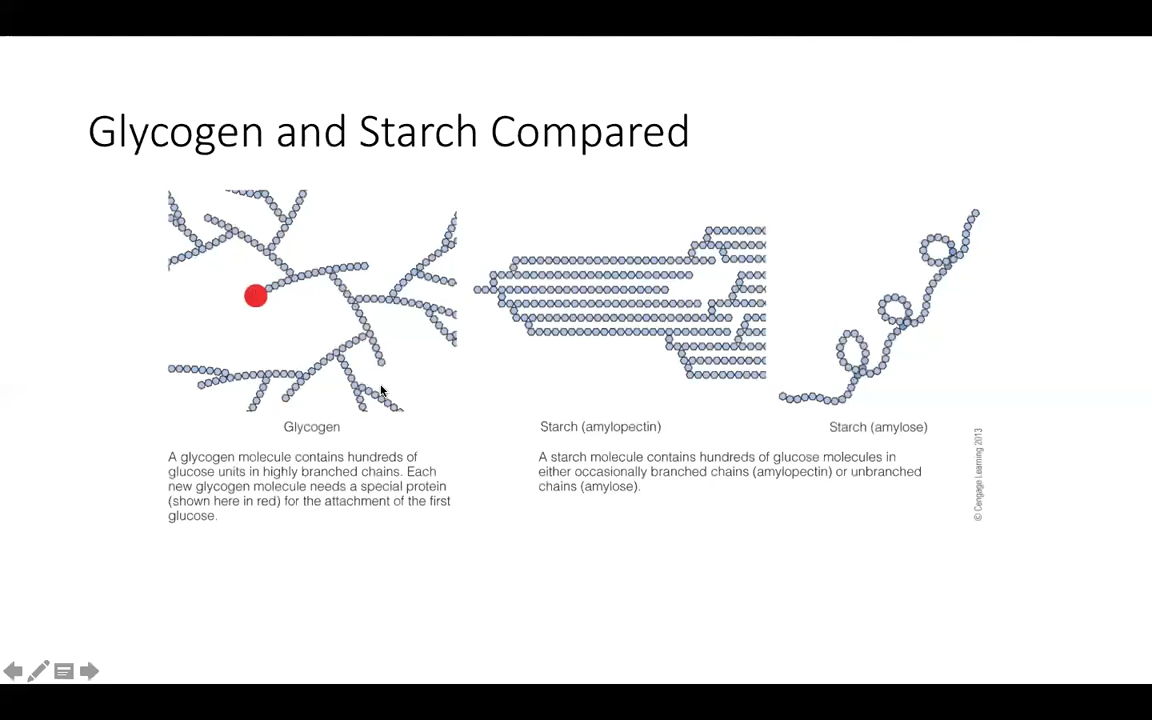 Glycogen and Starch Compared
Glycogen
A glycogen molecule contains hundreds of
glucose units in highly branched chains. Each
new glycogen molecule needs a special protein
(shown here in red) for the attachment of the first
glucose.
Starch (amylopectin)
Starch (amylose)
A starch molecule contains hundreds of glucose molecules in
either occasionally branched chains (amylopectin) or unbranched
chains (amylose).
© Cengage Learning 2013